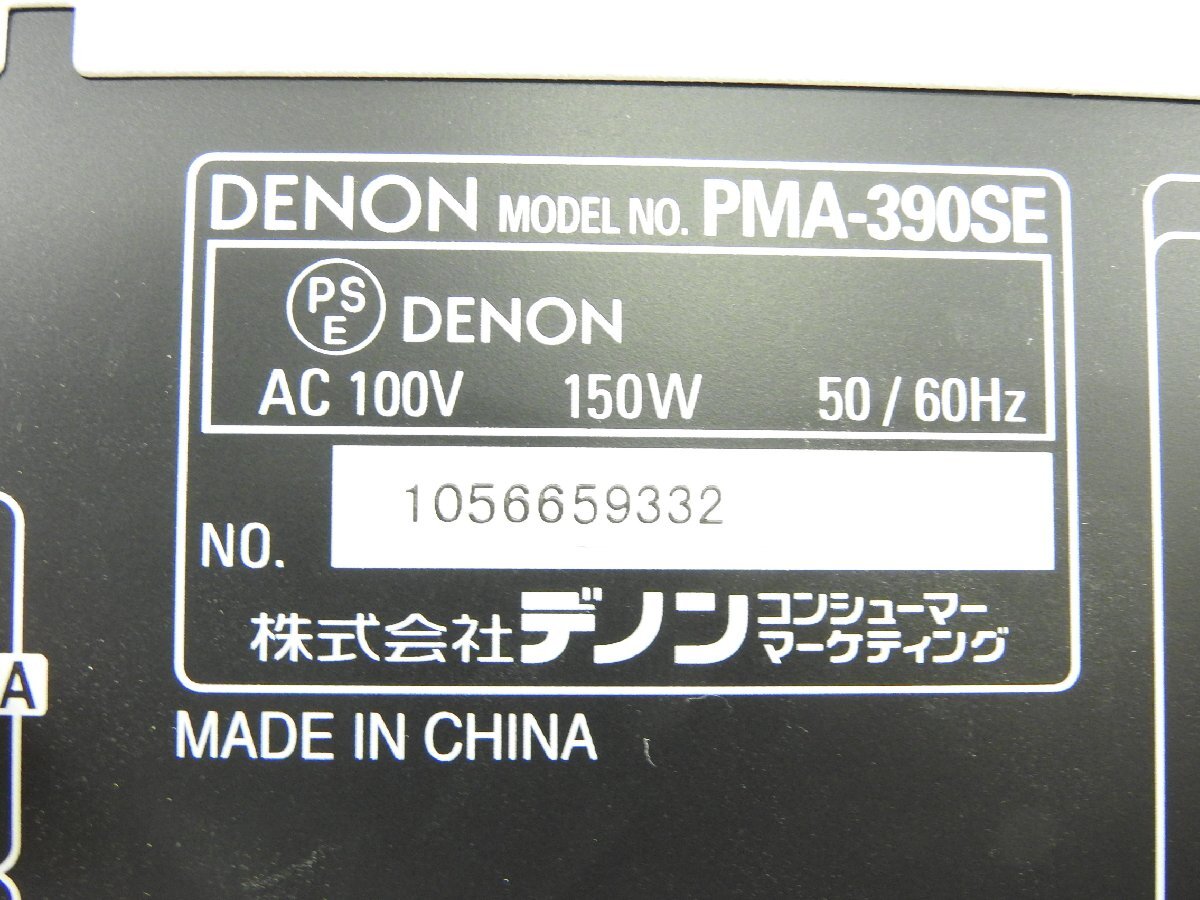 DENON MODEL NO. PMA-390SE
PSE DENON
AC 100V 150W 50 / 60Hz
NO. 1056659332
株式会社デノン コンシューマー
マーケティング
MADE IN CHINA
A